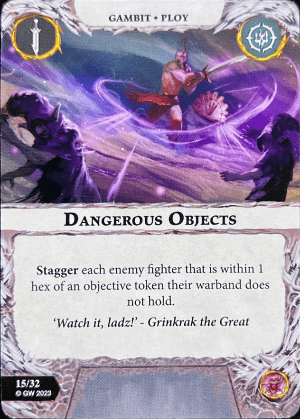 GAMBIT • PLOY
DANGEROUS OBJECTS
Stagger each enemy fighter that is within 1
hex of an objective token their warband does
not hold.
'Watch it, ladz!' - Grinkrak the Great
15/32
© GW 2023